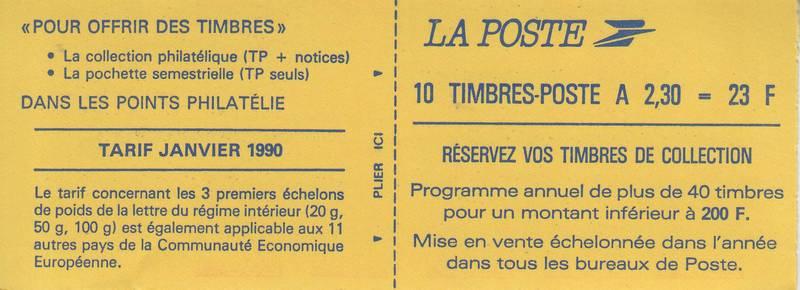 «POUR OFFRIR DES TIMBRES»
• La collection philatélique (TP + notices)
• La pochette semestrielle (TP seuls)
DANS LES POINTS PHILATÉLIE
TARIF JANVIER 1990
Le tarif concernant les 3 premiers échelons
de poids de la lettre du régime intérieur (20 g,
50 g, 100 g) est également applicable aux 11
autres pays de la Communauté Economique
Européenne.
PLIER ICI
LA POSTE
10 TIMBRES-POSTE A 2,30 = 23 F
RÉSERVEZ VOS TIMBRES DE COLLECTION
Programme annuel de plus de 40 timbres
pour un montant inférieur à 200 F.
Mise en vente échelonnée dans l'année
dans tous les bureaux de Poste.